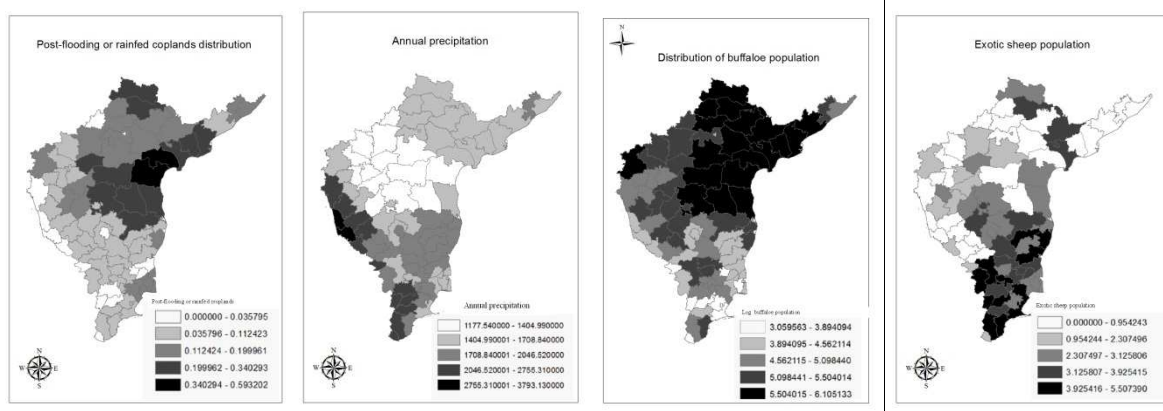 Post-flooding or rainfed coplands distribution
N
W E
S
Post-flooding or rainfed croplands
0.000000 - 0.035795
0.035796 - 0.112423
0.112424 - 0.199961
0.199962 - 0.340293
0.340294 - 0.593202
Annual precipitation
N
W E
S
Annual precipitation
1177.540000 - 1404.990000
1404.990001 - 1708.840000
1708.840001 - 2046.520000
2046.520001 - 2755.310000
2755.310001 - 3793.130000
N
Distribution of buffaloe population
Log buffaloe population
3.059563 - 3.894094
3.894095 - 4.562114
4.562115 - 5.098440
5.098441 - 5.504014
5.504015 - 6.105133
Exotic sheep population
N
W E
S
Exotic sheep population
0.000000 - 0.954243
0.954244 - 2.307496
2.307497 - 3.125806
3.125807 - 3.925415
3.925416 - 5.507390